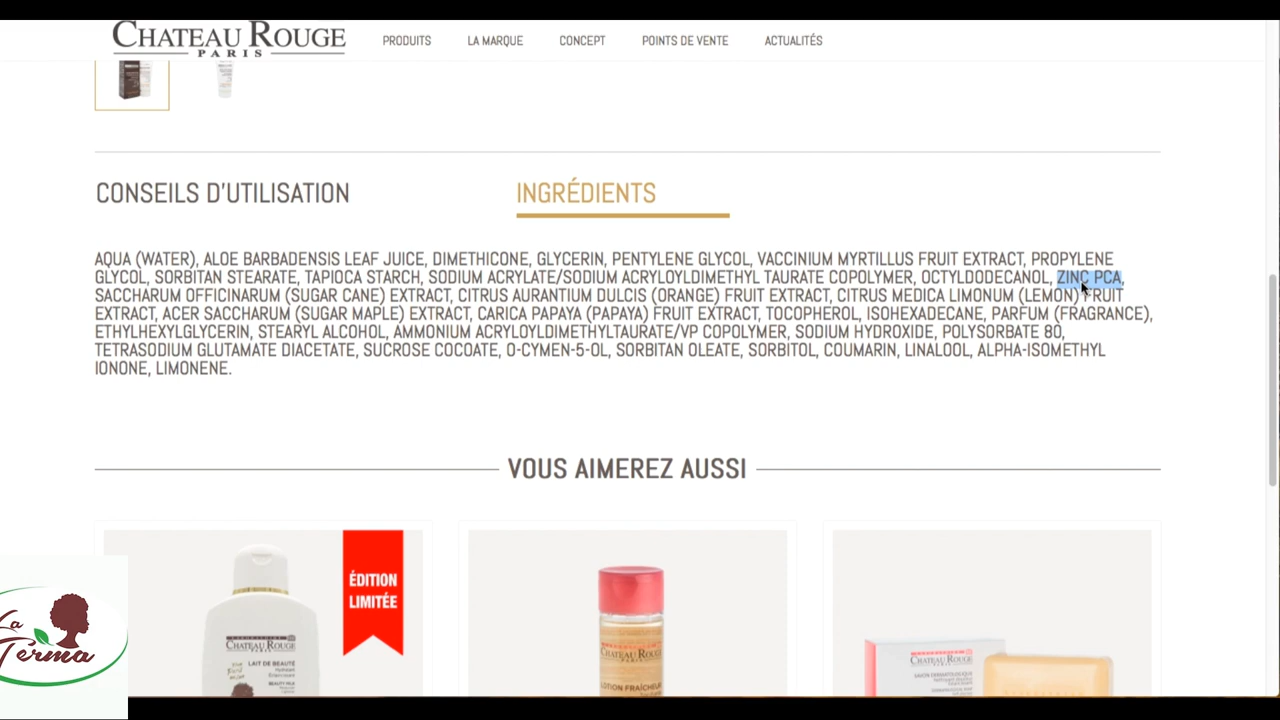 CHATEAU ROUGE
PARIS
PRODUITS
LA MARQUE
CONCEPT
POINTS DE VENTE
ACTUALITÉS
CONSEILS D'UTILISATION
INGRÉDIENTS
AQUA (WATER), ALOE BARBADENSIS LEAF JUICE, DIMETHICONE, GLYCERIN, PENTYLENE GLYCOL, VACCINIUM MYRTILLUS FRUIT EXTRACT, PROPYLENE
GLYCOL, SORBITAN STEARATE, TAPIOCA STARCH, SODIUM ACRYLATE/SODIUM ACRYLOYLDIMETHYL TAURATE COPOLYMER, OCTYLDODECANOL, ZINC PCA,
SACCHARUM OFFICINARUM (SUGAR CANE) EXTRACT, CITRUS AURANTIUM DULCIS (ORANGE) FRUIT EXTRACT, CITRUS MEDICA LIMONUM (LEMON) FRUIT
EXTRACT, ACER SACCHARUM (SUGAR MAPLE) EXTRACT, CARICA PAPAYA (PAPAYA) FRUIT EXTRACT, TOCOPHEROL, ISOHEXADECANE, PARFUM (FRAGRANCE),
ETHYLHEXYLGLYCERIN, STEARYL ALCOHOL, AMMONIUM ACRYLOYLDIMETHYLTAURATE/VP COPOLYMER, SODIUM HYDROXIDE, POLYSORBATE 80,
TETRASODIUM GLUTAMATE DIACETATE, SUCROSE COCOATE, O-CYMEN-5-OL, SORBITAN OLEATE, SORBITOL, COUMARIN, LINALOOL, ALPHA-ISOMETHYL
IONONE, LIMONENE.
VOUS AIMEREZ AUSSI
ÉDITION
LIMITÉE
CHATEAU ROUGE
LAIT DE BEAUTÉ
CHATEAU ROUGE
PARIS
LOTION FRAÎCHEUR
CHATEAU ROUGE
PARIS
SAVON DERMATOLOGIQUE
La
Terma